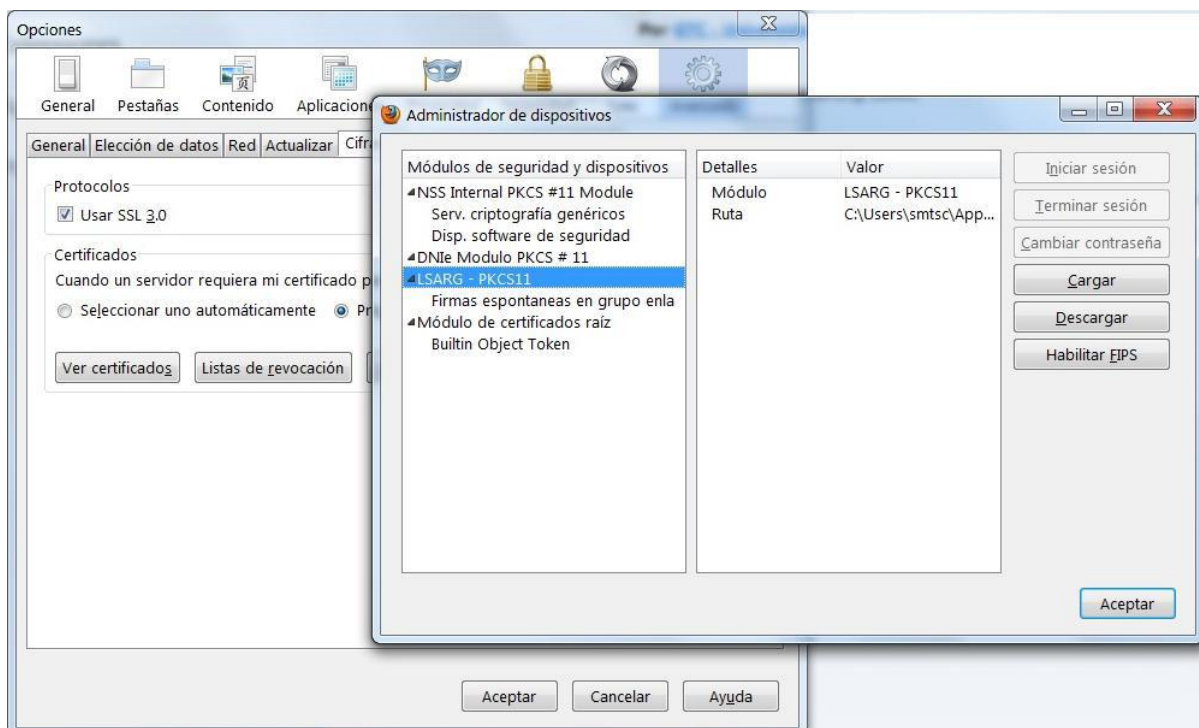 Opciones
Por
General Pestañas Contenido Aplicacione
General Elección de datos Red Actualizar Cifr
Protocolos
Usar SSL 3.0
Certificados
Cuando un servidor requiera mi certificado p
Seleccionar uno automáticamente Pr
Ver certificados Listas de revocación
Aceptar Cancelar Ayuda
Administrador de dispositivos
Módulos de seguridad y dispositivos
NSS Internal PKCS #11 Module
Serv. criptografía genéricos
Disp. software de seguridad
DNIe Modulo PKCS # 11
LSARG - PKCS11
Firmas espontaneas en grupo enla
Módulo de certificados raíz
Builtin Object Token
Detalles Valor
Módulo LSARG - PKCS11
Ruta C:\Users\smtsc\App...
Iniciar sesión
Terminar sesión
Cambiar contraseña
Cargar
Descargar
Habilitar FIPS
Aceptar